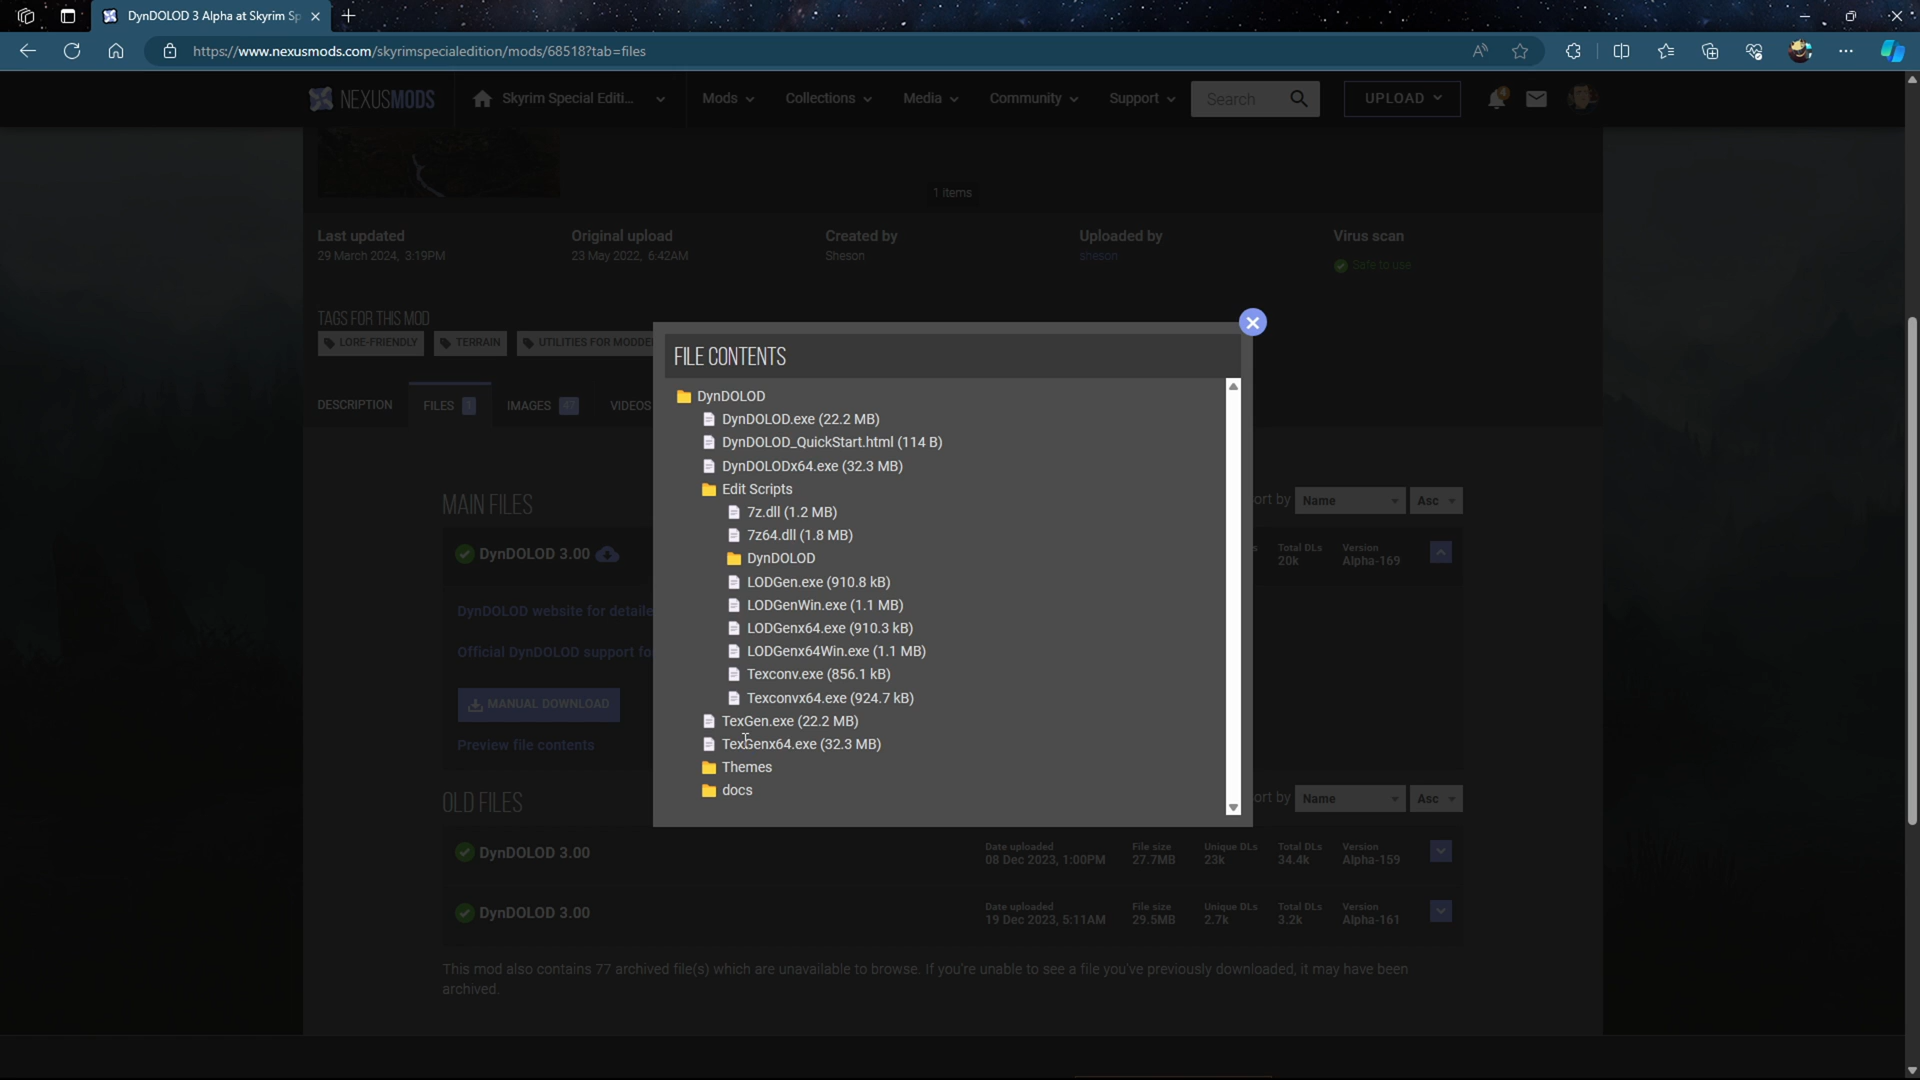 DynDOLOD 3 Alpha at Skyrim Sp
https://www.nexusmods.com/skyrimspecialedition/mods/68518?tab=files
NEXUSMODS
Skyrim Special Editi...
Mods
Collections
Media
Community
Support
Search
UPLOAD
1 Items
Last updated
29 March 2024, 3:19PM
Original upload
23 May 2022, 6:42AM
Created by
Sheson
Uploaded by
sheson
Virus scan
Safe to use
TAGS FOR THIS MOD
LORE-FRIENDLY
TERRAIN
UTILITIES FOR MODDE
DESCRIPTION
FILES 1
IMAGES 47
VIDEOS
FILE CONTENTS
DynDOLOD
DynDOLOD.exe (22.2 MB)
DynDOLOD_QuickStart.html (114 B)
DynDOLODx64.exe (32.3 MB)
Edit Scripts
7z.dll (1.2 MB)
7z64.dll (1.8 MB)
DynDOLOD
LODGen.exe (910.8 kB)
LODGenWin.exe (1.1 MB)
LODGenx64.exe (910.3 kB)
LODGenx64Win.exe (1.1 MB)
Texconv.exe (856.1 kB)
Texconvx64.exe (924.7 kB)
TexGen.exe (22.2 MB)
TexGenx64.exe (32.3 MB)
Themes
docs
MAIN FILES
ort by Name Asc
DynDOLOD 3.00
s
Total DLs
20k
Version
Alpha-169
DynDOLOD website for detaile
Official DynDOLOD support fo
MANUAL DOWNLOAD
Preview file contents
OLD FILES
ort by Name Asc
DynDOLOD 3.00
Date uploaded
08 Dec 2023, 1:00PM
File size
27.7MB
Unique DLs
23k
Total DLs
34.4k
Version
Alpha-159
DynDOLOD 3.00
Date uploaded
19 Dec 2023, 5:11AM
File size
29.5MB
Unique DLs
2.7k
Total DLs
3.2k
Version
Alpha-161
This mod also contains 77 archived file(s) which are unavailable to browse. If you're unable to see a file you've previously downloaded, it may have been
archived.